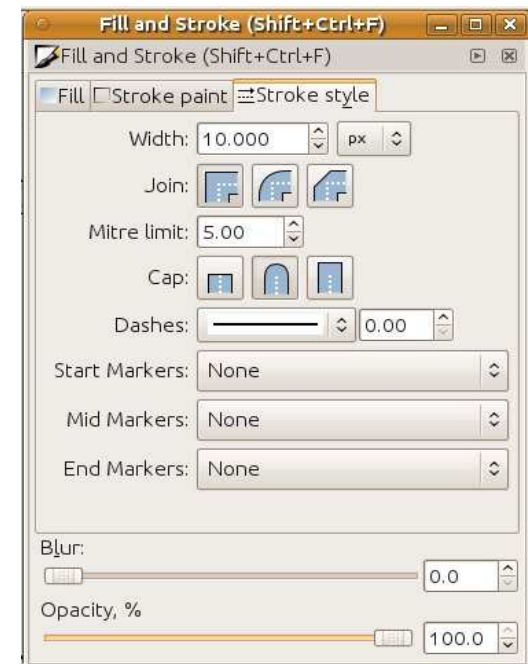 Fill and Stroke (Shift+Ctrl+F)
Fill and Stroke (Shift+Ctrl+F)
Fill Stroke paint Stroke style
Width: 10.000 px
Join:
Mitre limit: 5.00
Cap:
Dashes: 0.00
Start Markers: None
Mid Markers: None
End Markers: None
Blur:
0.0
Opacity, %
100.0